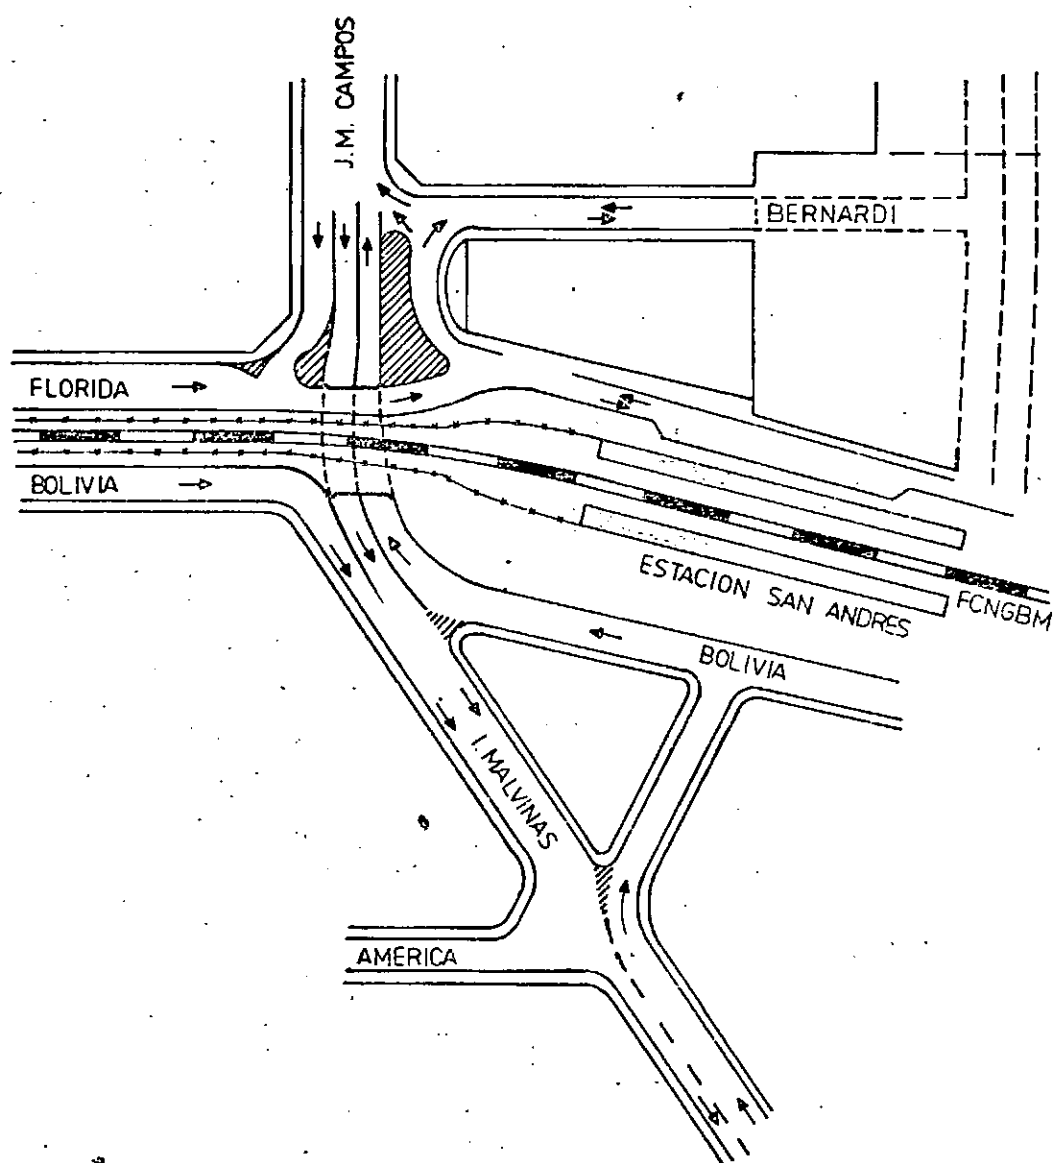 J.M. CAMPOS
BERNARDI
FLORIDA
BOLIVIA
ESTACION SAN ANDRES
FCNGBM
BOLIVIA
I. MALVINAS
AMERICA